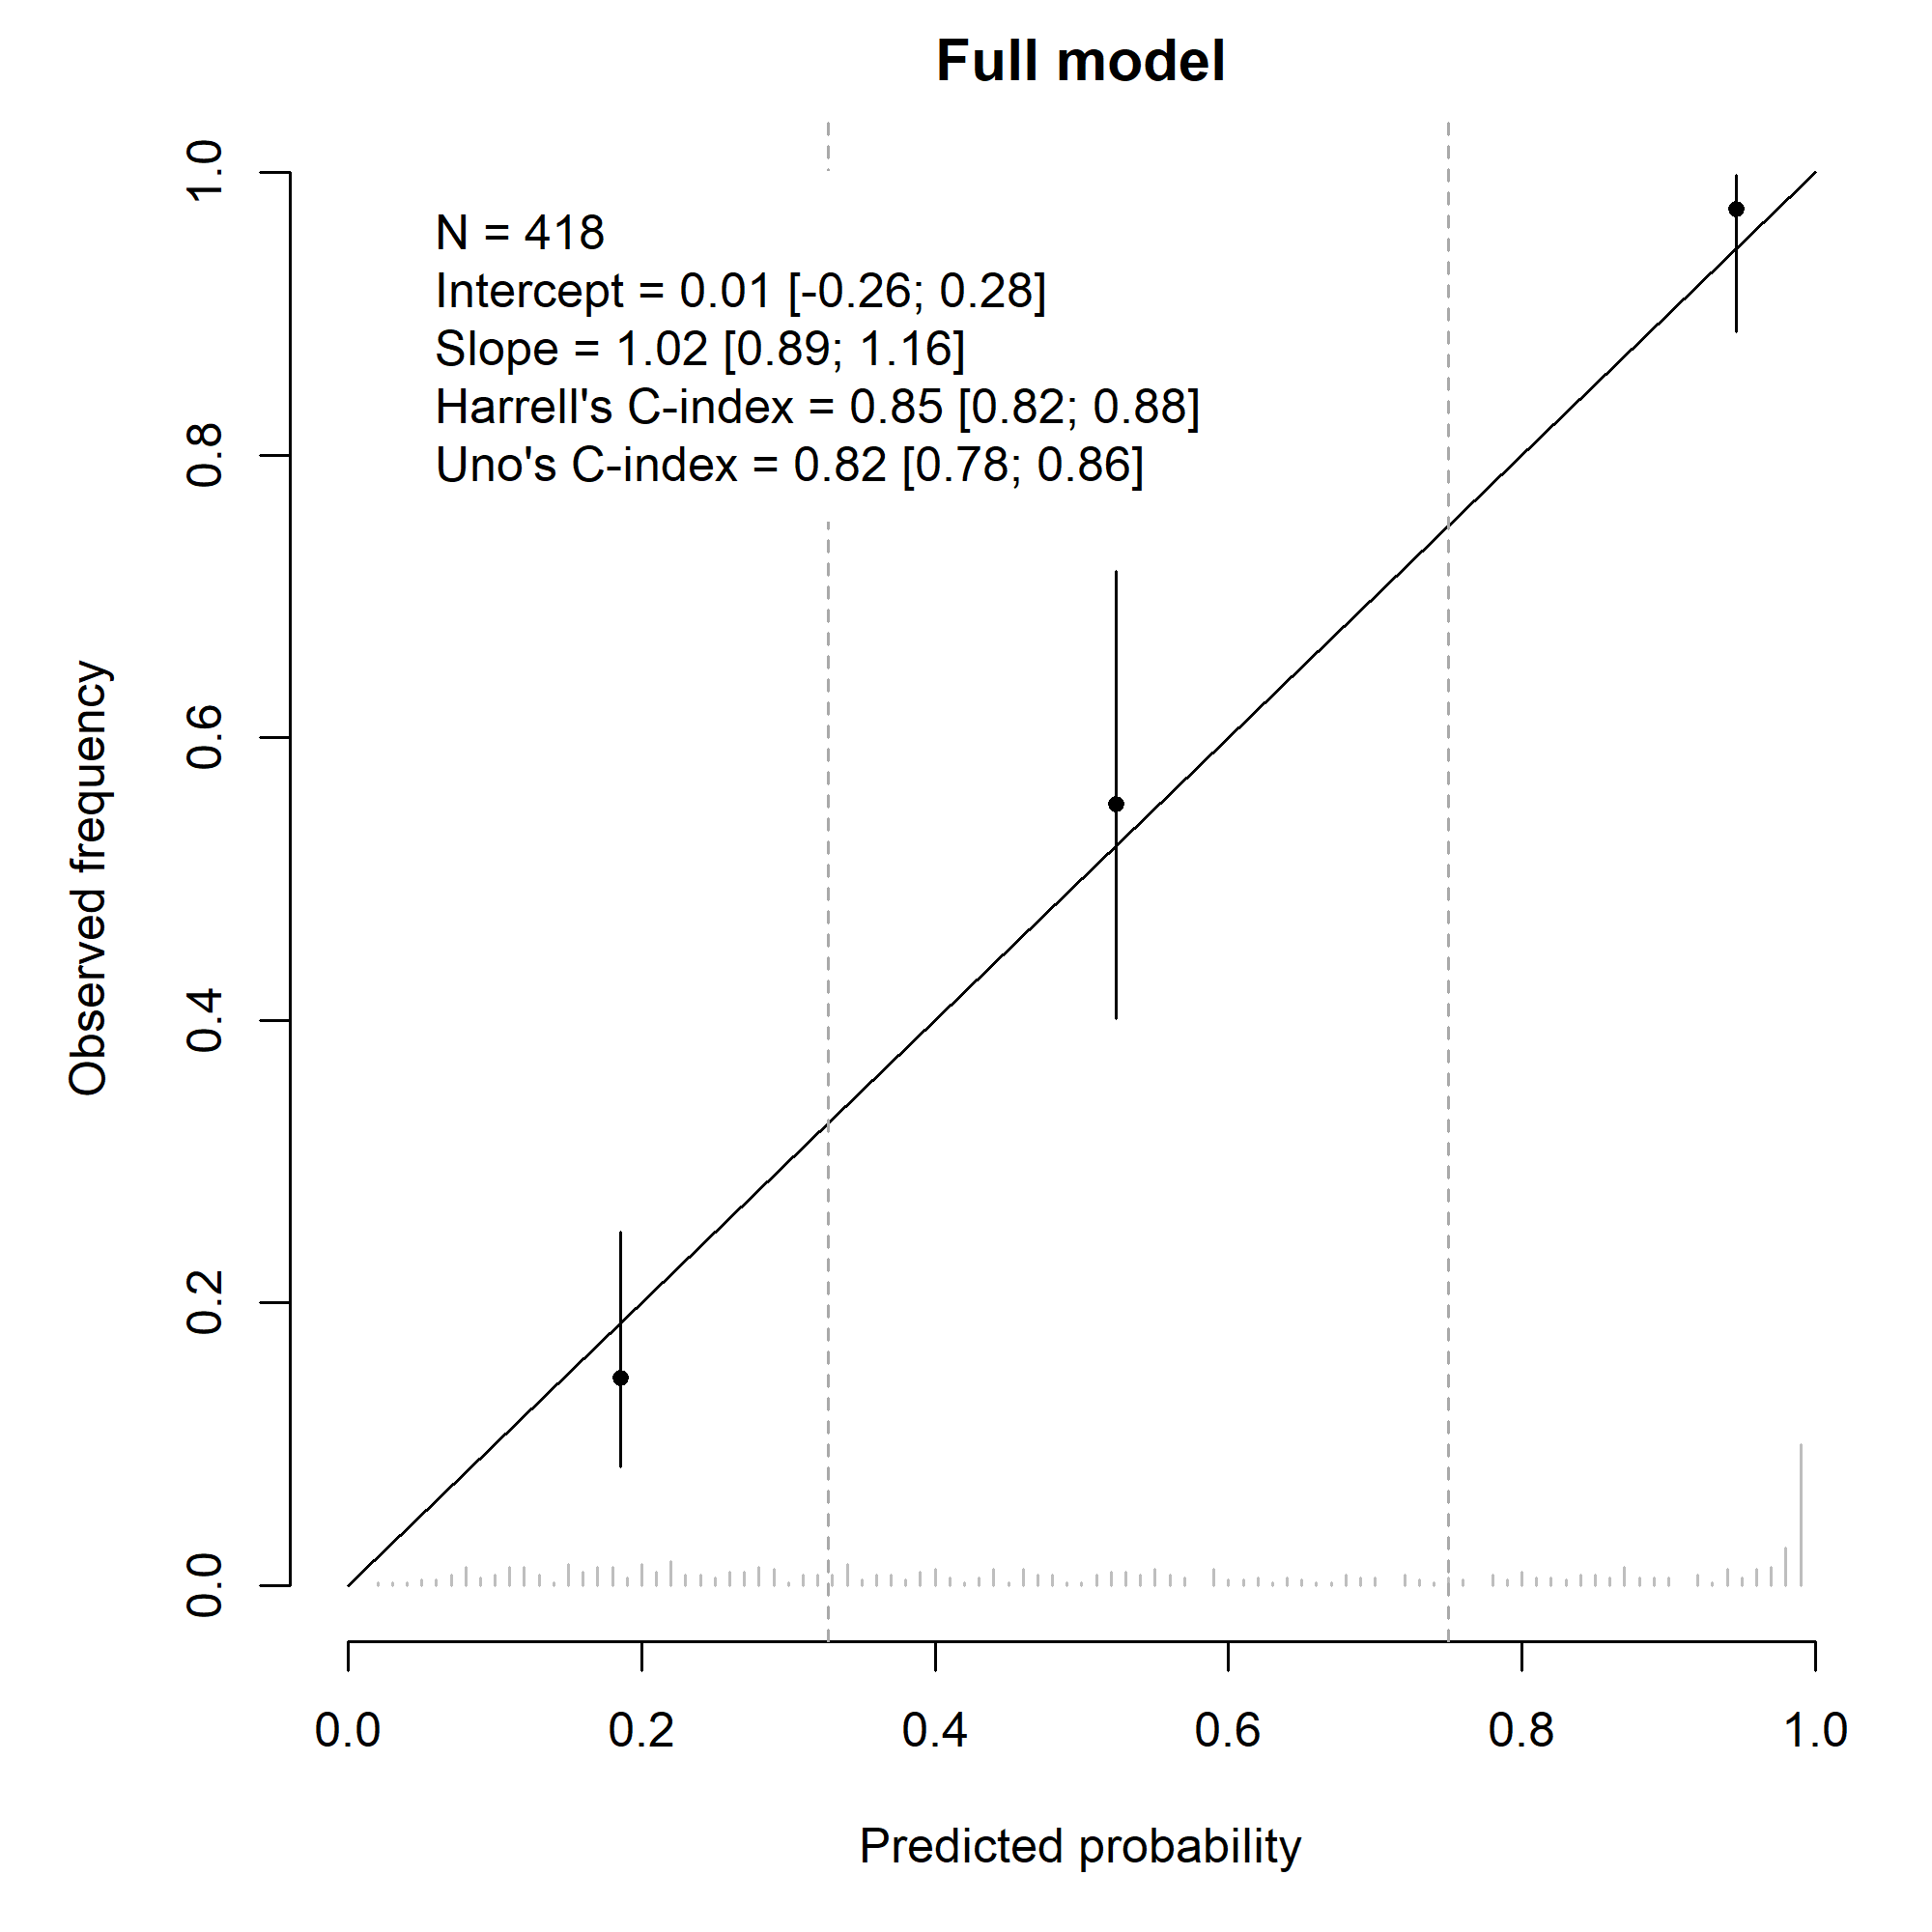 Full model
N = 418
Intercept = 0.01 [-0.26; 0.28]
Slope = 1.02 [0.89; 1.16]
Harrell's C-index = 0.85 [0.82; 0.88]
Uno's C-index = 0.82 [0.78; 0.86]
Observed frequency
1.0
0.8
0.6
0.4
0.2
0.0
0.0 0.2 0.4 0.6 0.8 1.0
Predicted probability